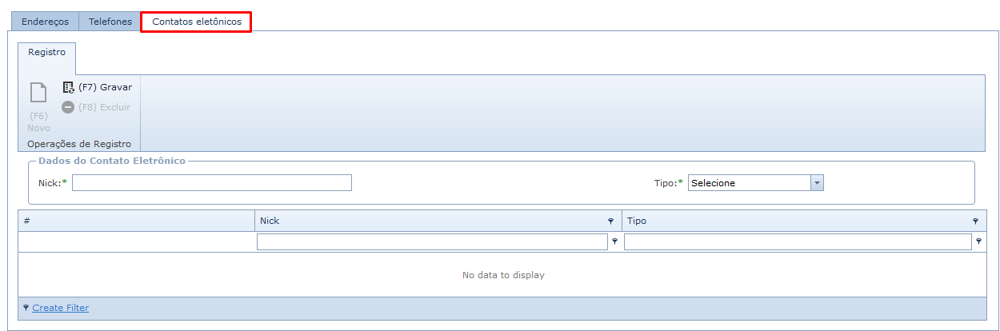 Endereços Telefones Contatos eletônicos
Registro
(F6) Novo
(F7) Gravar
(F8) Excluir
Operações de Registro
Dados do Contato Eletrônico
Nick:* Tipo:* Selecione
# Nick Tipo
No data to display
Create Filter